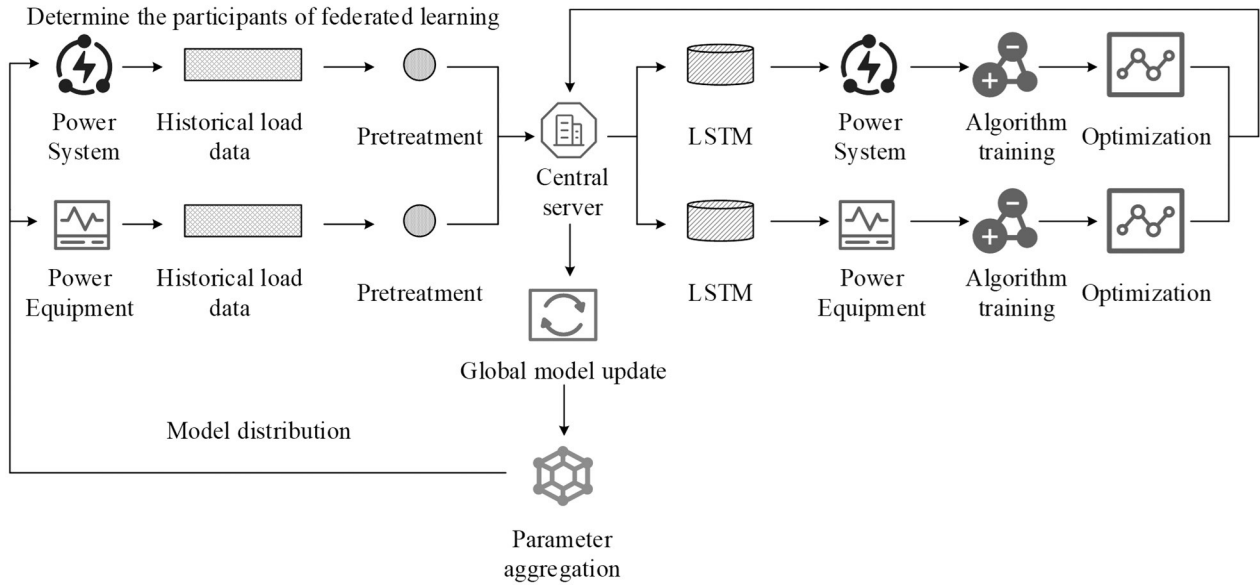 Determine the participants of federated learning
Power
System
Historical load
data
Pretreatment
Central
server
LSTM
Power
System
Algorithm
training
Optimization
Power
Equipment
Historical load
data
Pretreatment
LSTM
Power
Equipment
Algorithm
training
Optimization
Global model update
Model distribution
Parameter
aggregation